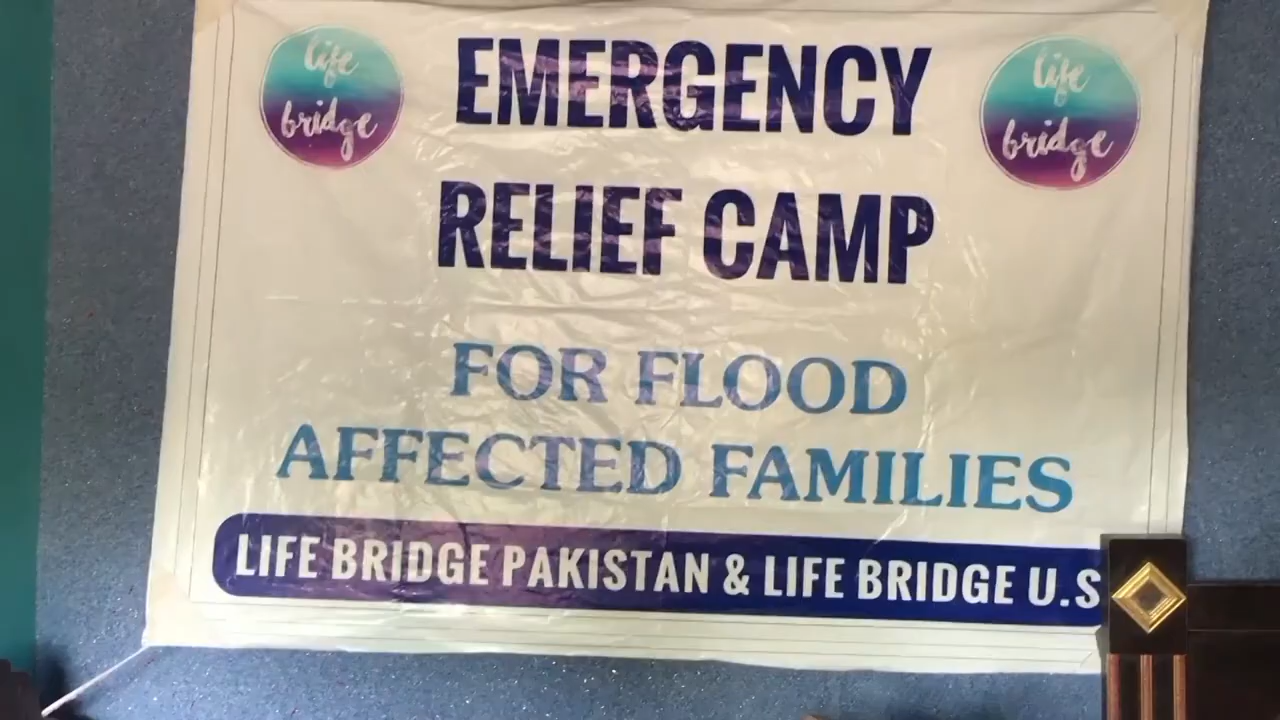 life
bridge
EMERGENCY
life
bridge
RELIEF CAMP
FOR FLOOD
AFFECTED FAMILIES
LIFE BRIDGE PAKISTAN & LIFE BRIDGE U.S